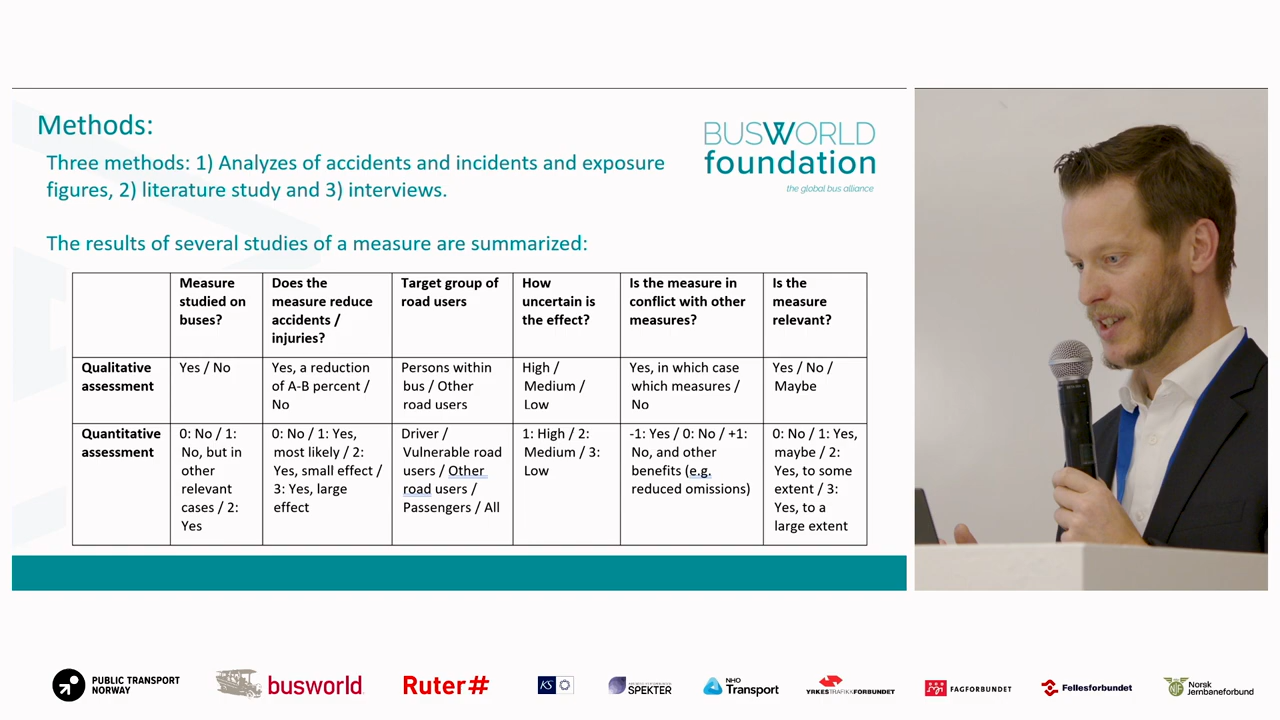 Methods:
Three methods: 1) Analyzes of accidents and incidents and exposure
figures, 2) literature study and 3) interviews.
BUSWORLD
foundation
the global bus alliance
The results of several studies of a measure are summarized:
Measure
studied on
buses?
Does the
measure reduce
accidents /
injuries?
Target group of
road users
How
uncertain is
the effect?
Is the measure in
conflict with other
measures?
Is the
measure
relevant?
Qualitative
assessment
Yes / No
Yes, a reduction
of A-B percent /
No
Persons within
bus / Other
road users
High /
Medium /
Low
Yes, in which case
which measures /
No
Yes / No /
Maybe
Quantitative
assessment
0: No / 1:
No, but in
other
relevant
cases / 2:
Yes
0: No / 1: Yes,
most likely / 2:
Yes, small effect /
3: Yes, large
effect
Driver /
Vulnerable road
users / Other
road users /
Passengers / All
1: High / 2:
Medium / 3:
Low
-1: Yes / 0: No / +1:
No, and other
benefits (e.g.
reduced omissions)
0: No / 1: Yes,
maybe / 2:
Yes, to some
extent / 3:
Yes, to a
large extent
PUBLIC TRANSPORT
NORWAY
busworld
Ruter#
KS
SPEKTER
NHO
Transport
YRKESTRAFIKKFORBUNDET
FAGFORBUNDET
Fellesforbundet
Norsk
Jernbaneforbund